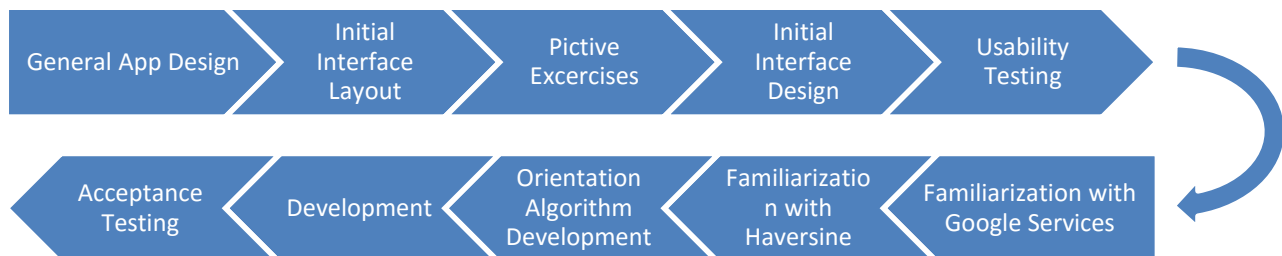 General App Design
Initial
Interface
Layout
Pictive
Excercises
Initial
Interface
Design
Usability
Testing
Familiarization with
Google Services
Familiarizatio
n with
Haversine
Orientation
Algorithm
Development
Development
Acceptance
Testing